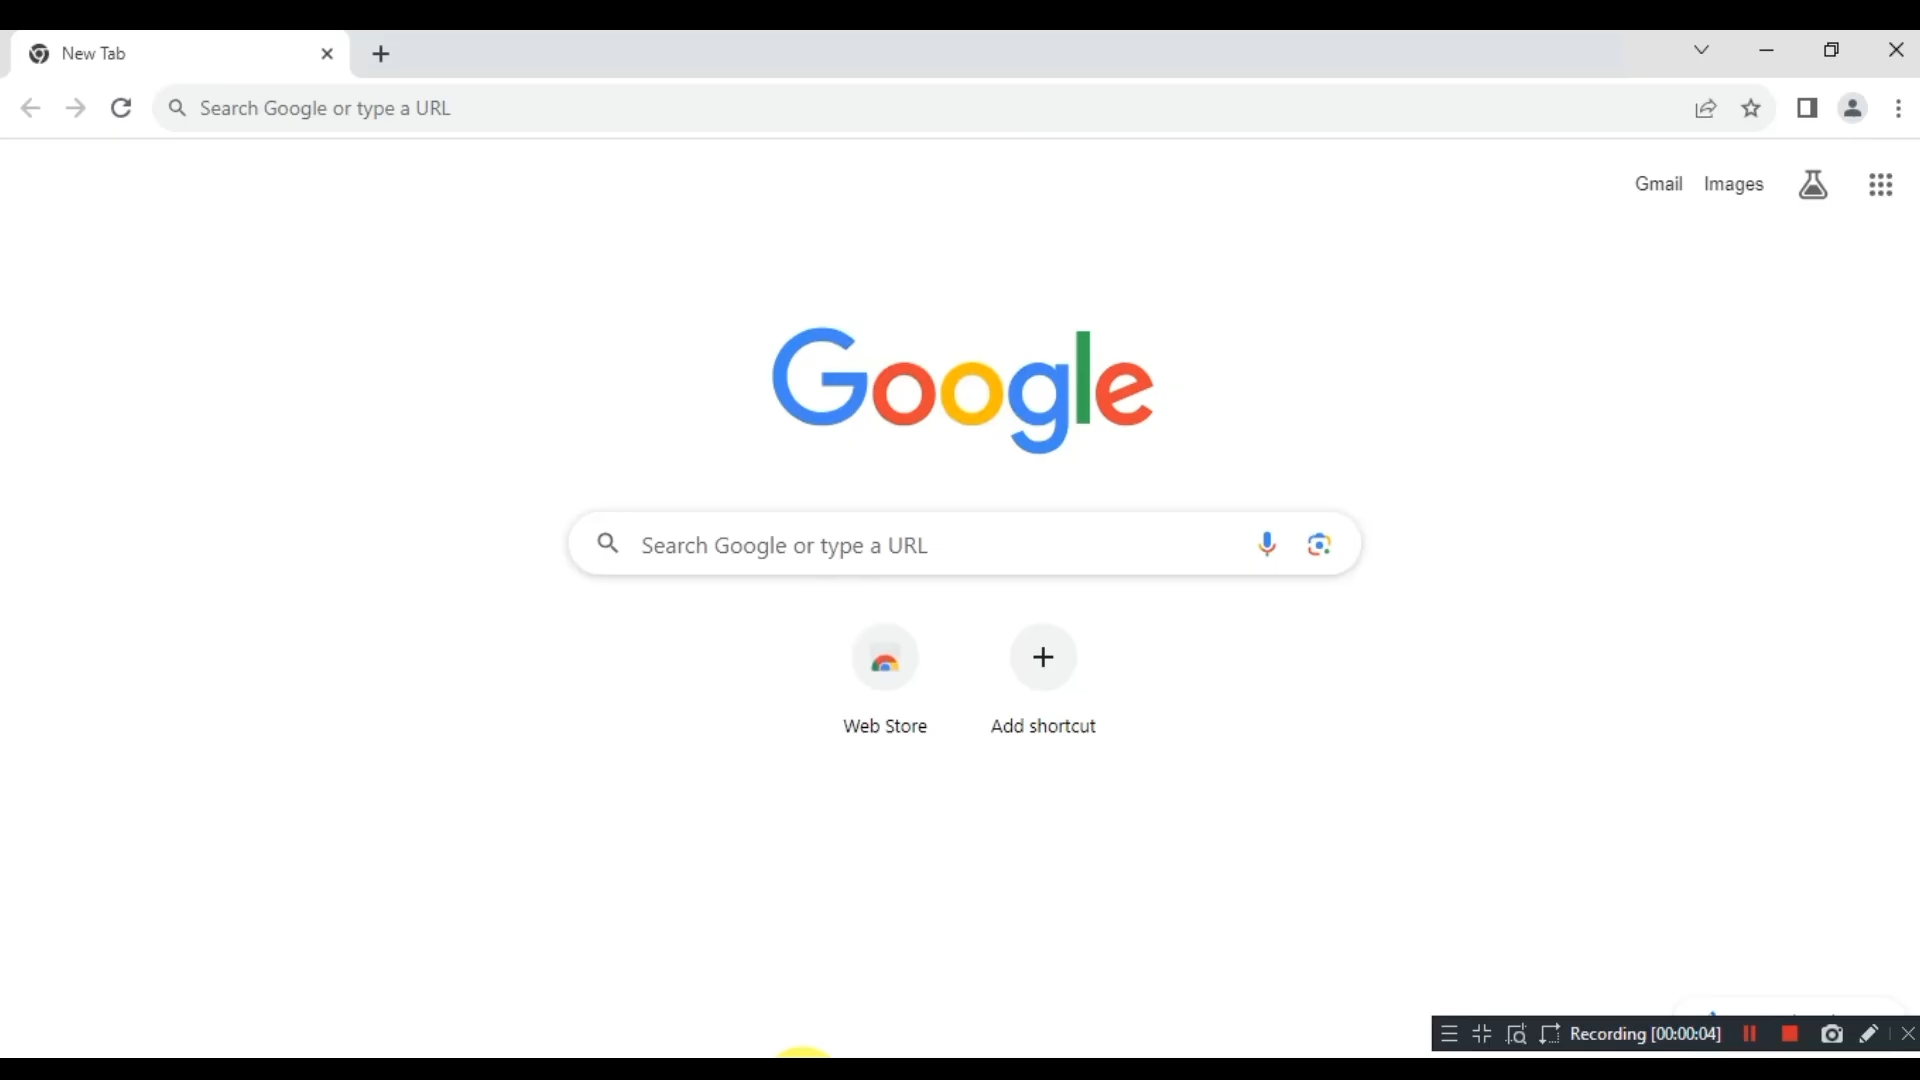 New Tab
Search Google or type a URL
Gmail Images
Google
Search Google or type a URL
Web Store Add shortcut
Recording [00:00:04]